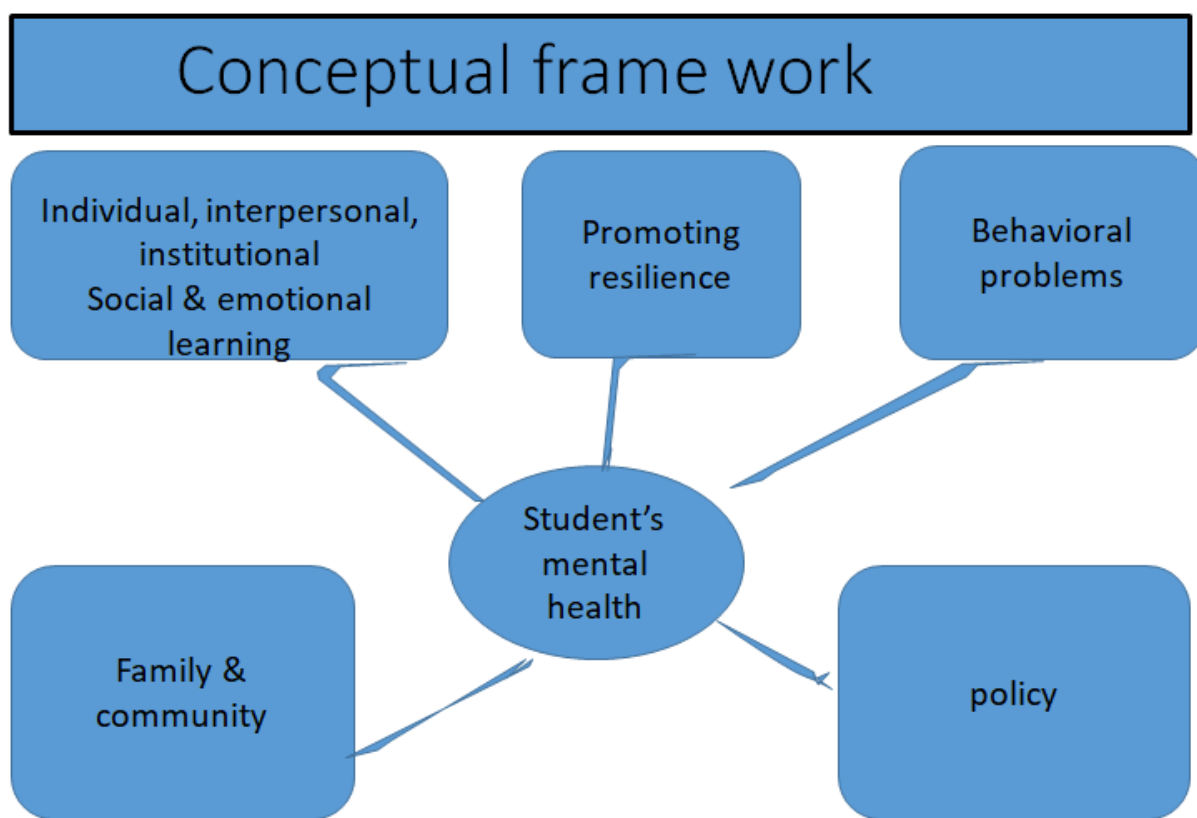 Conceptual frame work
Individual, interpersonal,
institutional
Social & emotional
learning
Promoting
resilience
Behavioral
problems
Student’s
mental
health
Family &
community
policy